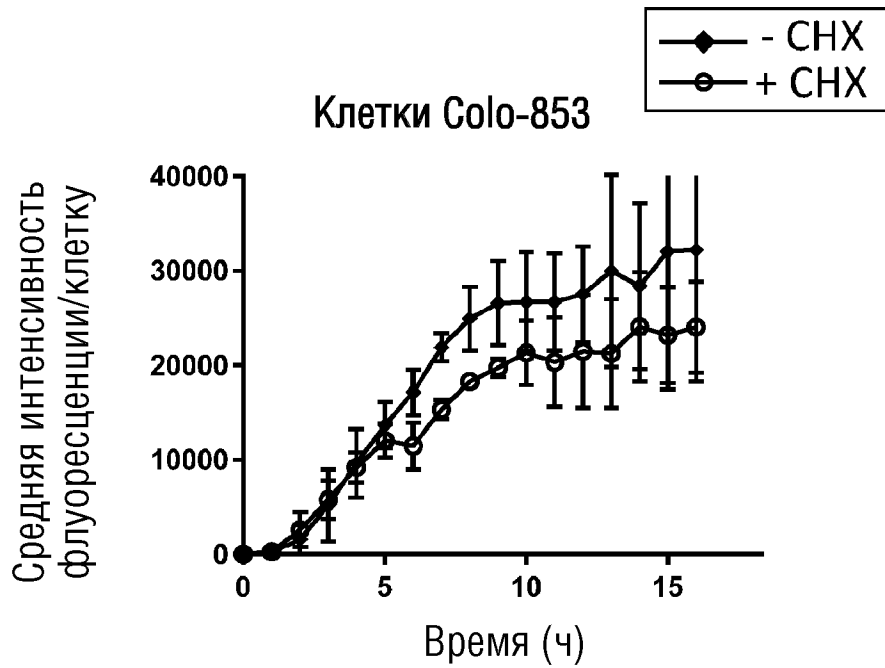 - CHX
+ CHX
Клетки Colo-853
Средняя интенсивность
флуоресценции/клетку
40000
30000
20000
10000
0
0 5 10 15
Время (ч)